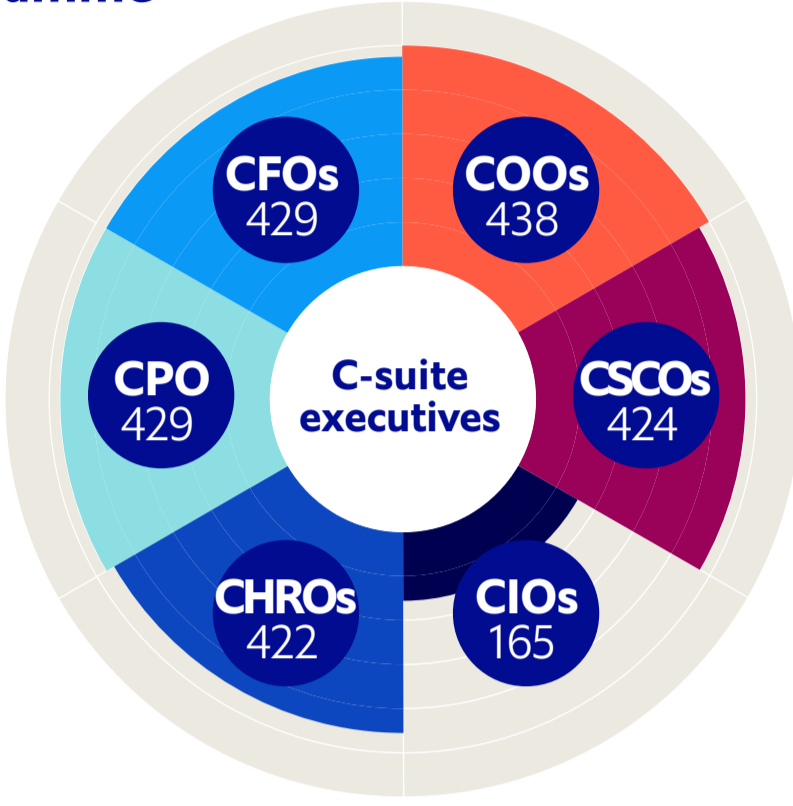 CFOs
429
COOs
438
CPO
429
C-suite
executives
CSCOs
424
CHROs
422
CIOs
165